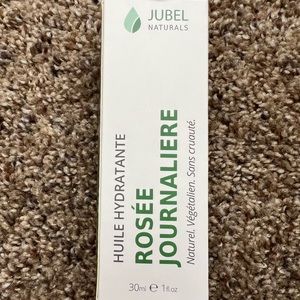 JUBEL
NATURALS
HUILE HYDRATANTE
ROSÉE
JOURNALIERE
Naturel. Végétalien. Sans cruauté.
30ml ℮ 1fl.oz